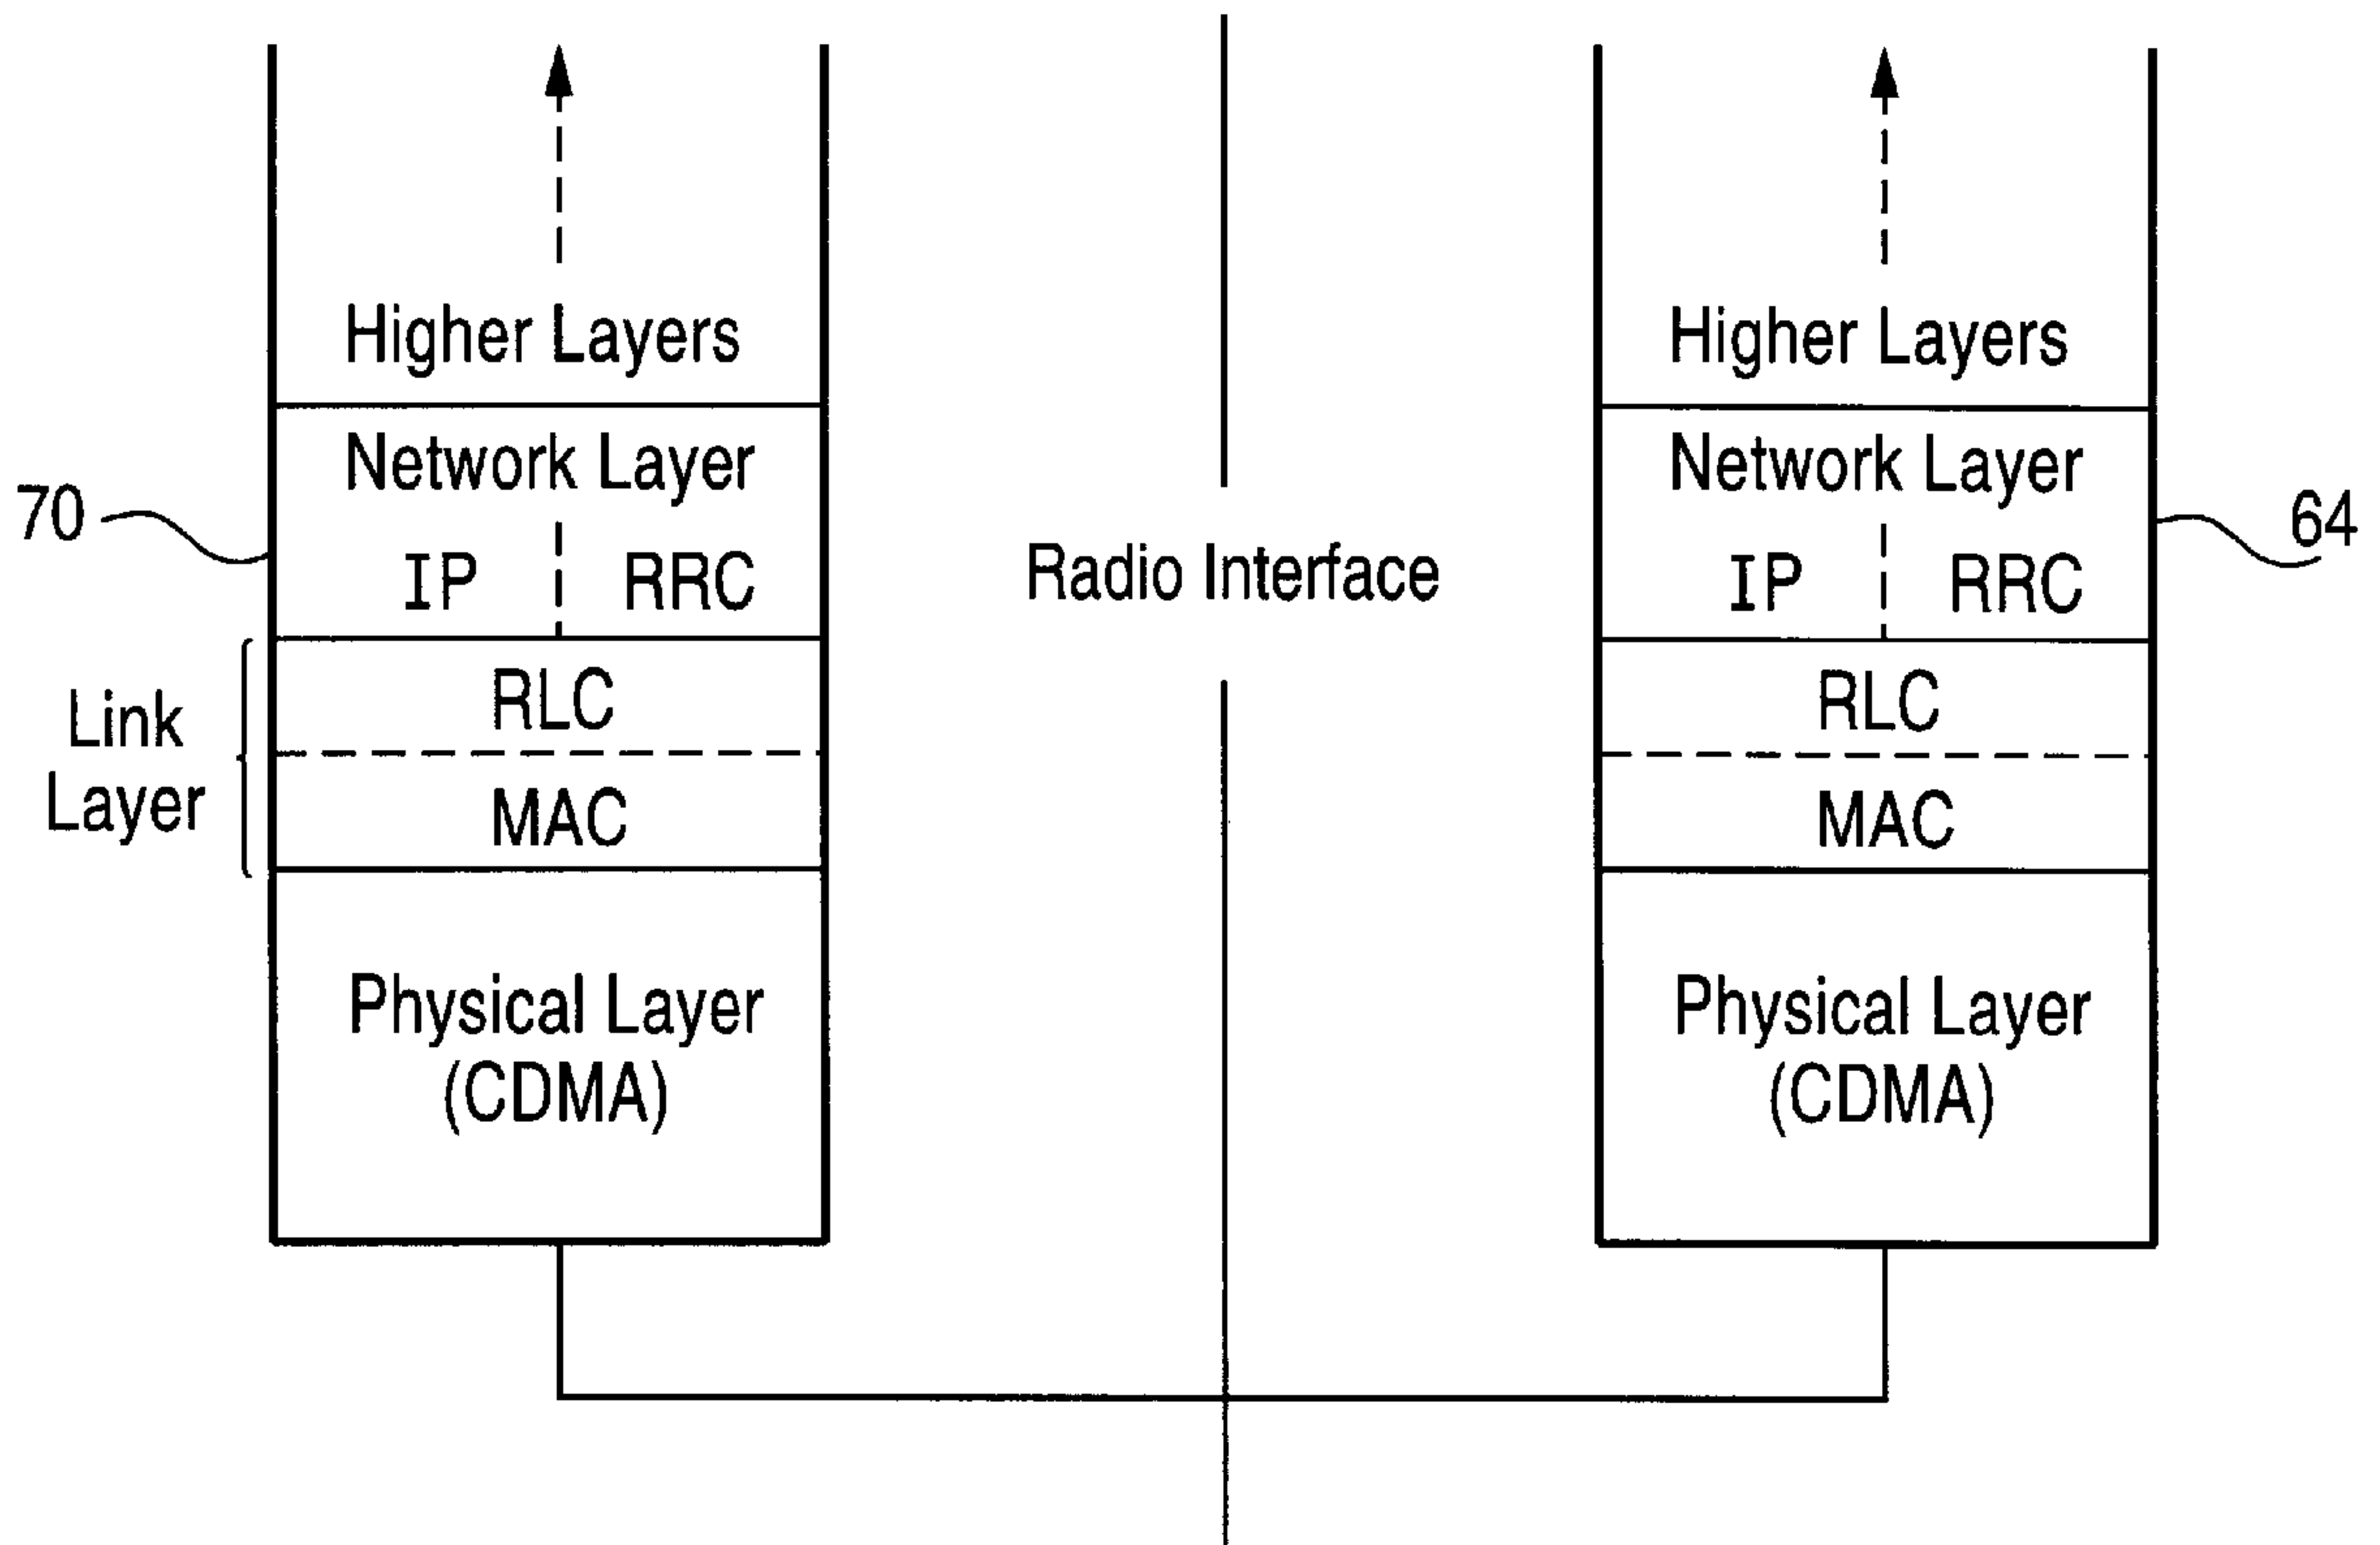 Higher Layers
Network Layer
70
IP RRC
Link
Layer
RLC
MAC
Physical Layer
(CDMA)
Radio Interface
Higher Layers
Network Layer
64
IP RRC
RLC
MAC
Physical Layer
(CDMA)